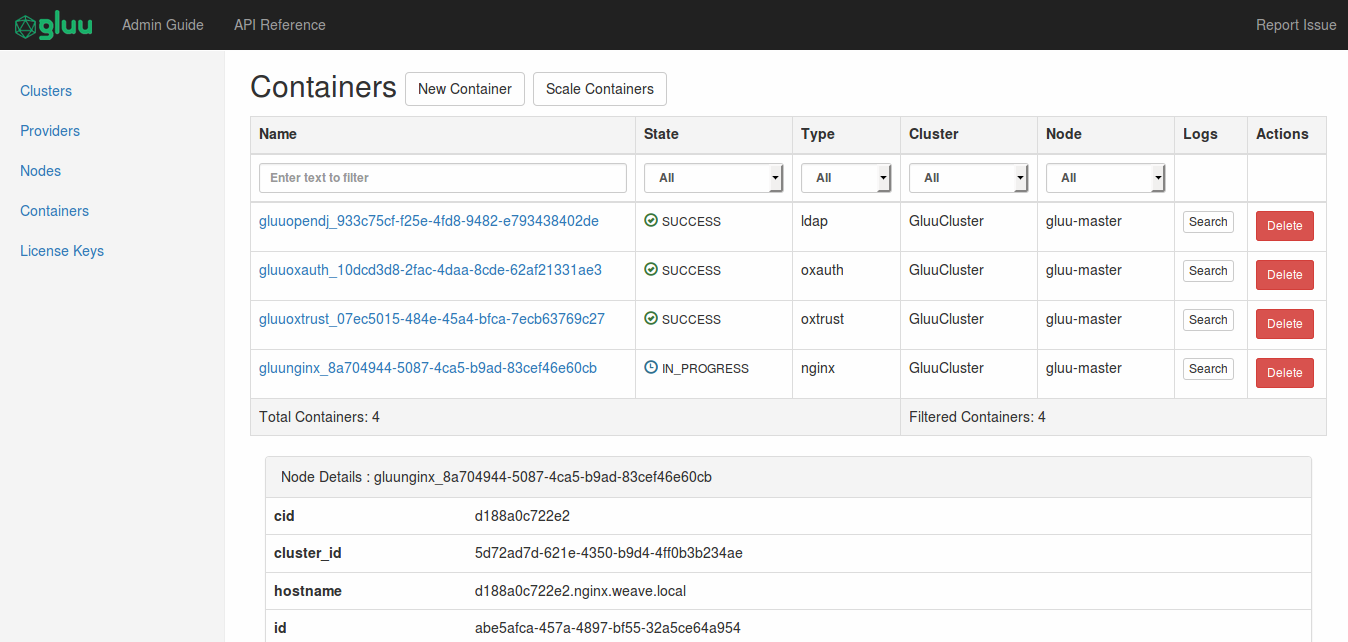 gluu Admin Guide API Reference Report Issue
Clusters
Providers
Nodes
Containers
License Keys
Containers New Container Scale Containers
Name State Type Cluster Node Logs Actions
Enter text to filter All All All All
gluuopendj_933c75cf-f25e-4fd8-9482-e793438402de SUCCESS ldap GluuCluster gluu-master Search Delete
gluuoxauth_10dcd3d8-2fac-4daa-8cde-62af21331ae3 SUCCESS oxauth GluuCluster gluu-master Search Delete
gluuoxtrust_07ec5015-484e-45a4-bfca-7ecb63769c27 SUCCESS oxtrust GluuCluster gluu-master Search Delete
gluunginx_8a704944-5087-4ca5-b9ad-83cef46e60cb IN_PROGRESS nginx GluuCluster gluu-master Search Delete
Total Containers: 4 Filtered Containers: 4
Node Details : gluunginx_8a704944-5087-4ca5-b9ad-83cef46e60cb
cid d188a0c722e2
cluster_id 5d72ad7d-621e-4350-b9d4-4ff0b3b234ae
hostname d188a0c722e2.nginx.weave.local
id abe5afca-457a-4897-bf55-32a5ce64a954